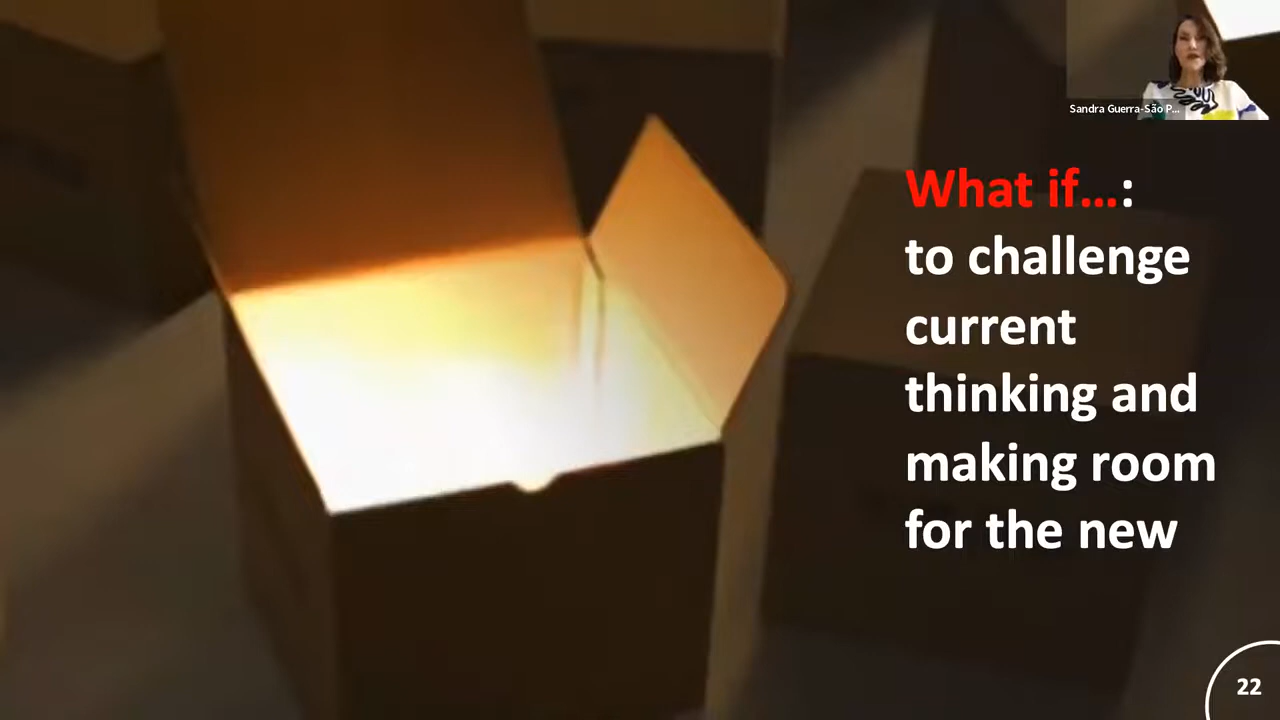 Sandra Guerra-São P...
What if...:
to challenge
current
thinking and
making room
for the new
22